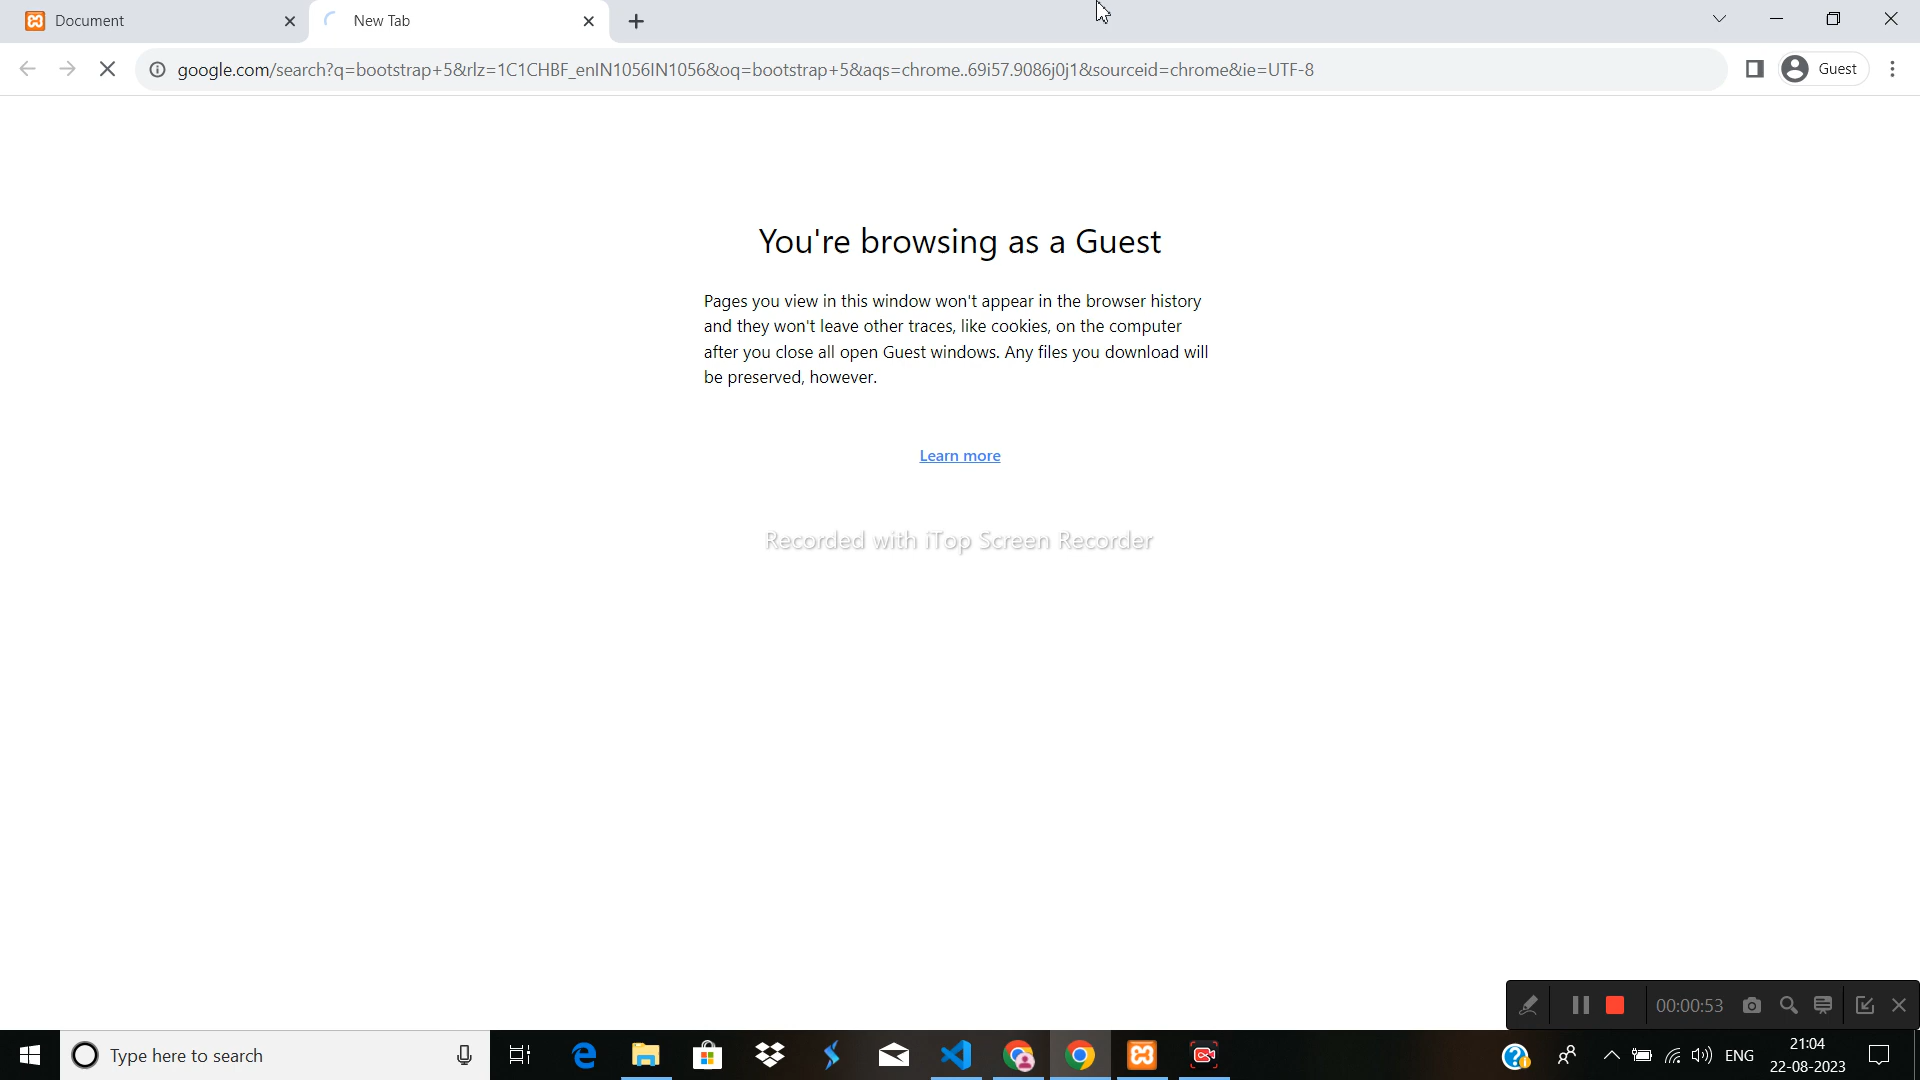 Document
New Tab
google.com/search?q=bootstrap+5&rlz=1C1CHBF_enIN1056IN1056&oq=bootstrap+5&aqs=chrome..69i57.9086j0j1&sourceid=chrome&ie=UTF-8
Guest
You're browsing as a Guest
Pages you view in this window won't appear in the browser history
and they won't leave other traces, like cookies, on the computer
after you close all open Guest windows. Any files you download will
be preserved, however.
Learn more
Recorded with iTop Screen Recorder
00:00:53
Type here to search
ENG
21:04
22-08-2023